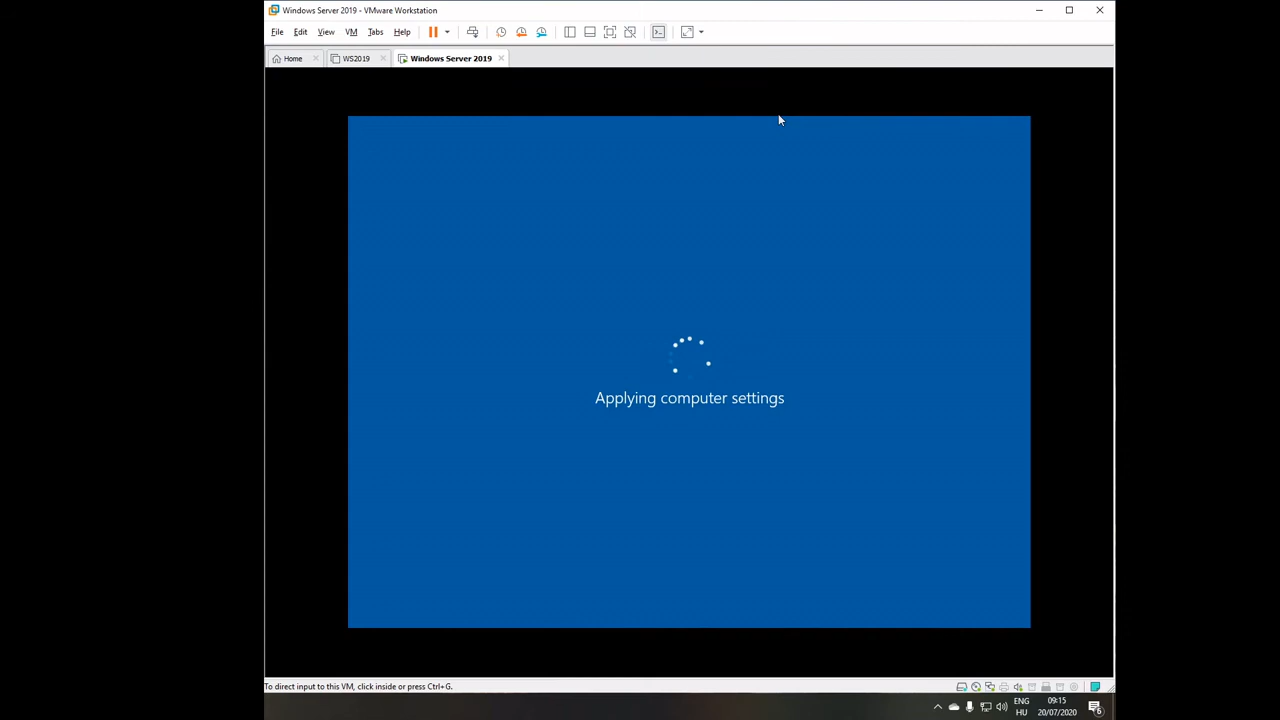 Windows Server 2019 - VMware Workstation
File Edit View VM Tabs Help
Home WS2019 Windows Server 2019
Applying computer settings
To direct input to this VM, click inside or press Ctrl+G.
ENG 09:15
HU 20/07/2020 6